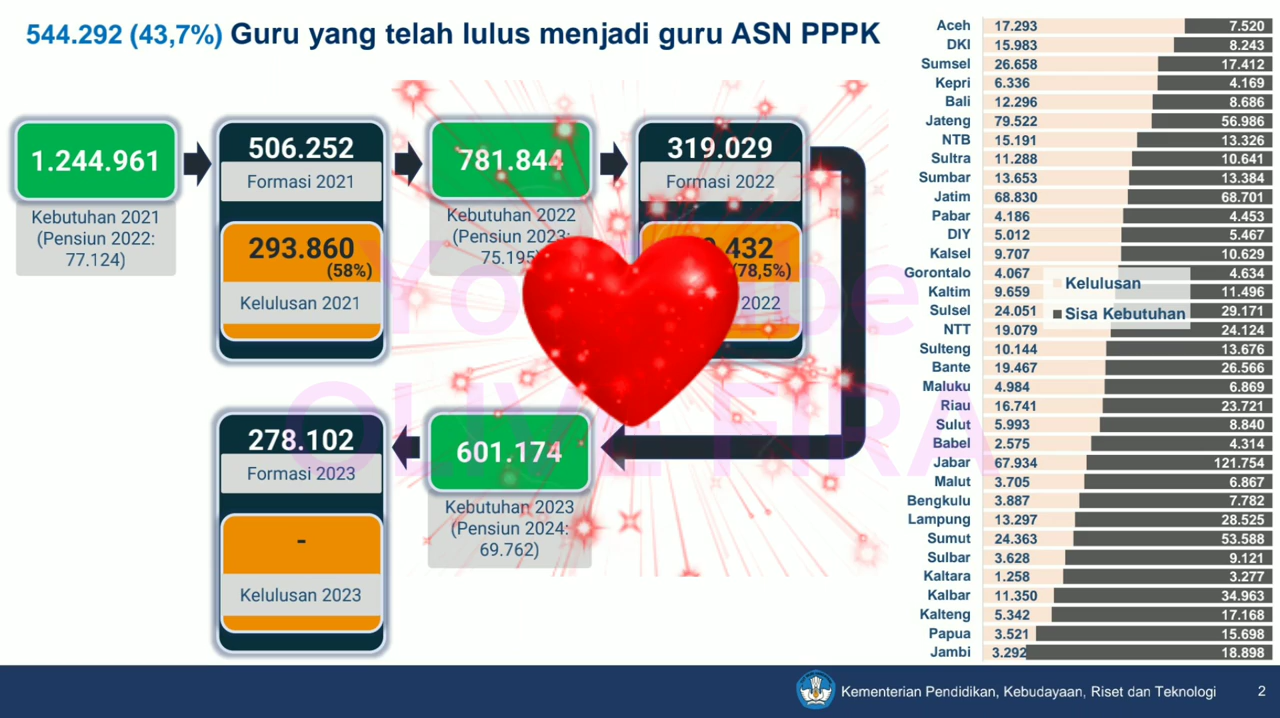 544.292 (43,7%) Guru yang telah lulus menjadi guru ASN PPPK
1.244.961
Kebutuhan 2021
(Pensiun 2022:
77.124)
506.252
Formasi 2021
293.860
(58%)
Kelulusan 2021
781.844
Kebutuhan 2022
(Pensiun 2023:
75.195)
319.029
Formasi 2022
.432
(78,5%)
2022
601.174
Kebutuhan 2023
(Pensiun 2024:
69.762)
278.102
Formasi 2023
-
Kelulusan 2023
OLIVE FIRA
Aceh 17.293 7.520
DKI 15.983 8.243
Sumsel 26.658 17.412
Kepri 6.336 4.169
Bali 12.296 8.686
Jateng 79.522 56.986
NTB 15.191 13.326
Sultra 11.288 10.641
Sumbar 13.653 13.384
Jatim 68.830 68.701
Pabar 4.186 4.453
DIY 5.012 5.467
Kalsel 9.707 10.629
Gorontalo 4.067 4.634
Kaltim 9.659 11.496
Sulsel 24.051 29.171
NTT 19.079 24.124
Sulteng 10.144 13.676
Bante 19.467 26.566
Maluku 4.984 6.869
Riau 16.741 23.721
Sulut 5.993 8.840
Babel 2.575 4.314
Jabar 67.934 121.754
Malut 3.705 6.867
Bengkulu 3.887 7.782
Lampung 13.297 28.525
Sumut 24.363 53.588
Sulbar 3.628 9.121
Kaltara 1.258 3.277
Kalbar 11.350 34.963
Kalteng 5.342 17.168
Papua 3.521 15.698
Jambi 3.292 18.898
Kelulusan
Sisa Kebutuhan
Kementerian Pendidikan, Kebudayaan, Riset dan Teknologi 2